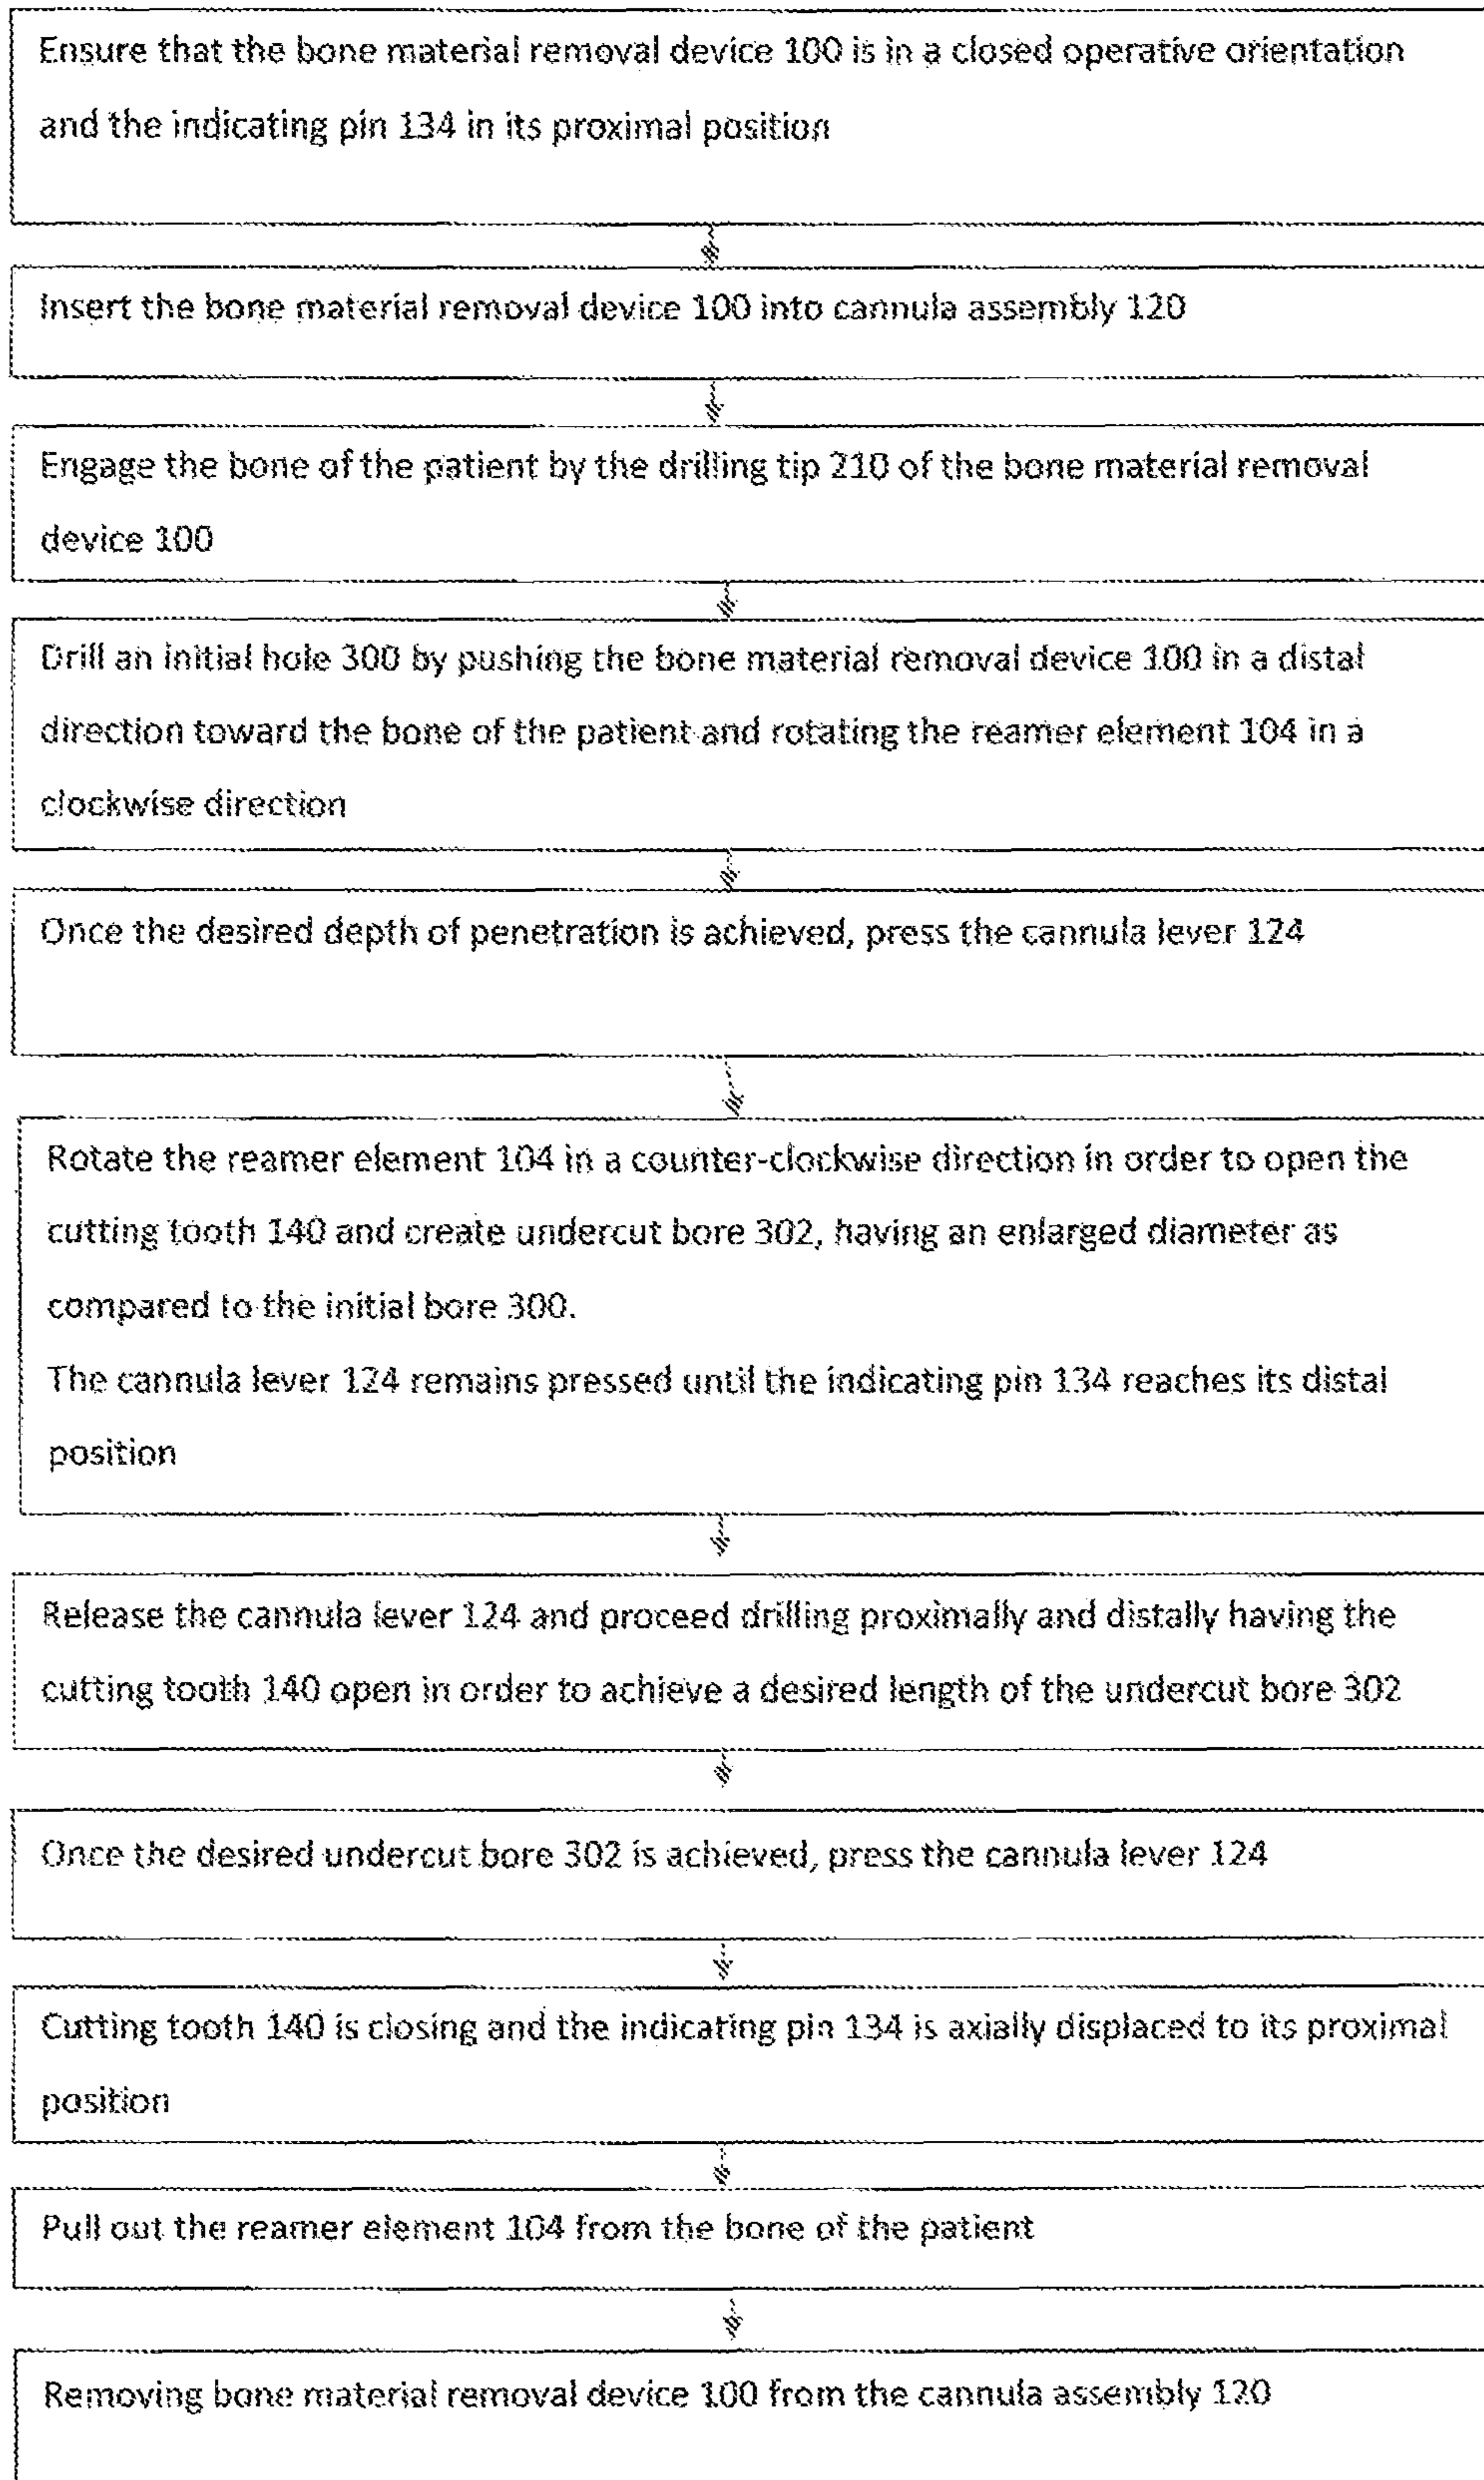 Ensure that the bone material removal device 100 is in a closed operative orientation
and the indicating pin 134 in its proximal position
Insert the bone material removal device 100 into cannula assembly 120
Engage the bone of the patient by the drilling tip 210 of the bone material removal
device 100
Drill an initial hole 300 by pushing the bone material removal device 100 in a distal
direction toward the bone of the patient and rotating the reamer element 104 in a
clockwise direction
Once the desired depth of penetration is achieved, press the cannula lever 124
Rotate the reamer element 104 in a counter-clockwise direction in order to open the
cutting tooth 140 and create undercut bore 302, having an enlarged diameter as
compared to the initial bore 300.
The cannula lever 124 remains pressed until the indicating pin 134 reaches its distal
position
Release the cannula lever 124 and proceed drilling proximally and distally having the
cutting tooth 140 open in order to achieve a desired length of the undercut bore 302
Once the desired undercut bore 302 is achieved, press the cannula lever 124
Cutting tooth 140 is closing and the indicating pin 134 is axially displaced to its proximal
position
Pull out the reamer element 104 from the bone of the patient
Removing bone material removal device 100 from the cannula assembly 120